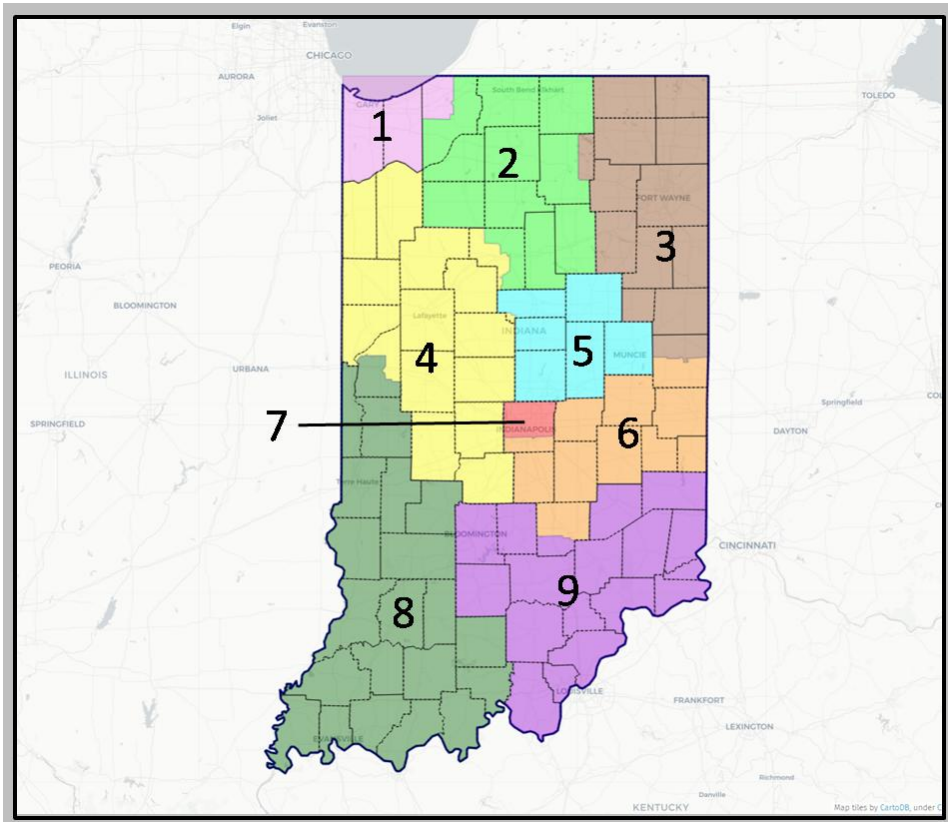 Elgin
Evanston
CHICAGO
AURORA
Joliet
TOLEDO
GARY
South Bend Elkhart
1
2
FORT WAYNE
3
PEORIA
BLOOMINGTON
Lafayette
INDIANA
4
5
MUNCIE
ILLINOIS
URBANA
SPRINGFIELD
7
INDIANAPOLIS
6
Springfield
DAYTON
Terre Haute
BLOOMINGTON
CINCINNATI
9
8
LOUISVILLE
FRANKFORT
LEXINGTON
EVANSVILLE
Richmond
Danville
KENTUCKY
Map tiles by CartoDB, under C